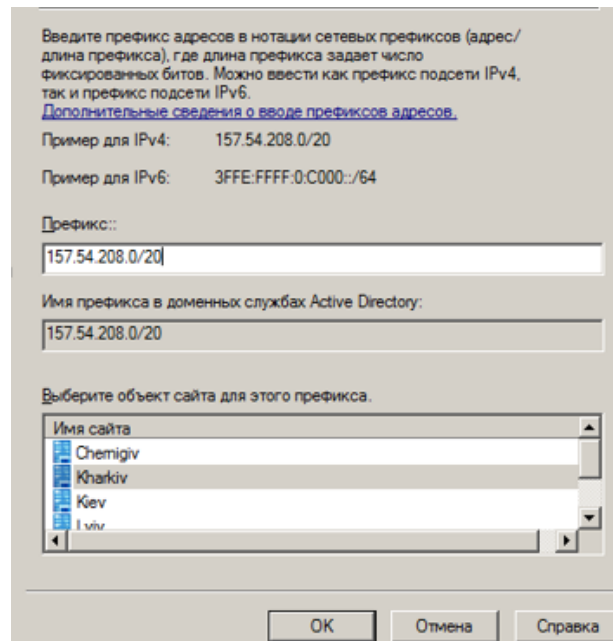 Введите префикс адресов в нотации сетевых префиксов (адрес/
длина префикса), где длина префикса задает число
фиксированных битов. Можно ввести как префикс подсети IPv4,
так и префикс подсети IPv6.
Дополнительные сведения о вводе префиксов адресов.
Пример для IPv4: 157.54.208.0/20
Пример для IPv6: 3FFE:FFFF:0:C000::/64
Префикс::
157.54.208.0/20
Имя префикса в доменных службах Active Directory:
157.54.208.0/20
Выберите объект сайта для этого префикса.
Имя сайта
Chernigiv
Kharkiv
Kiev
Lviv
OK Отмена Справка